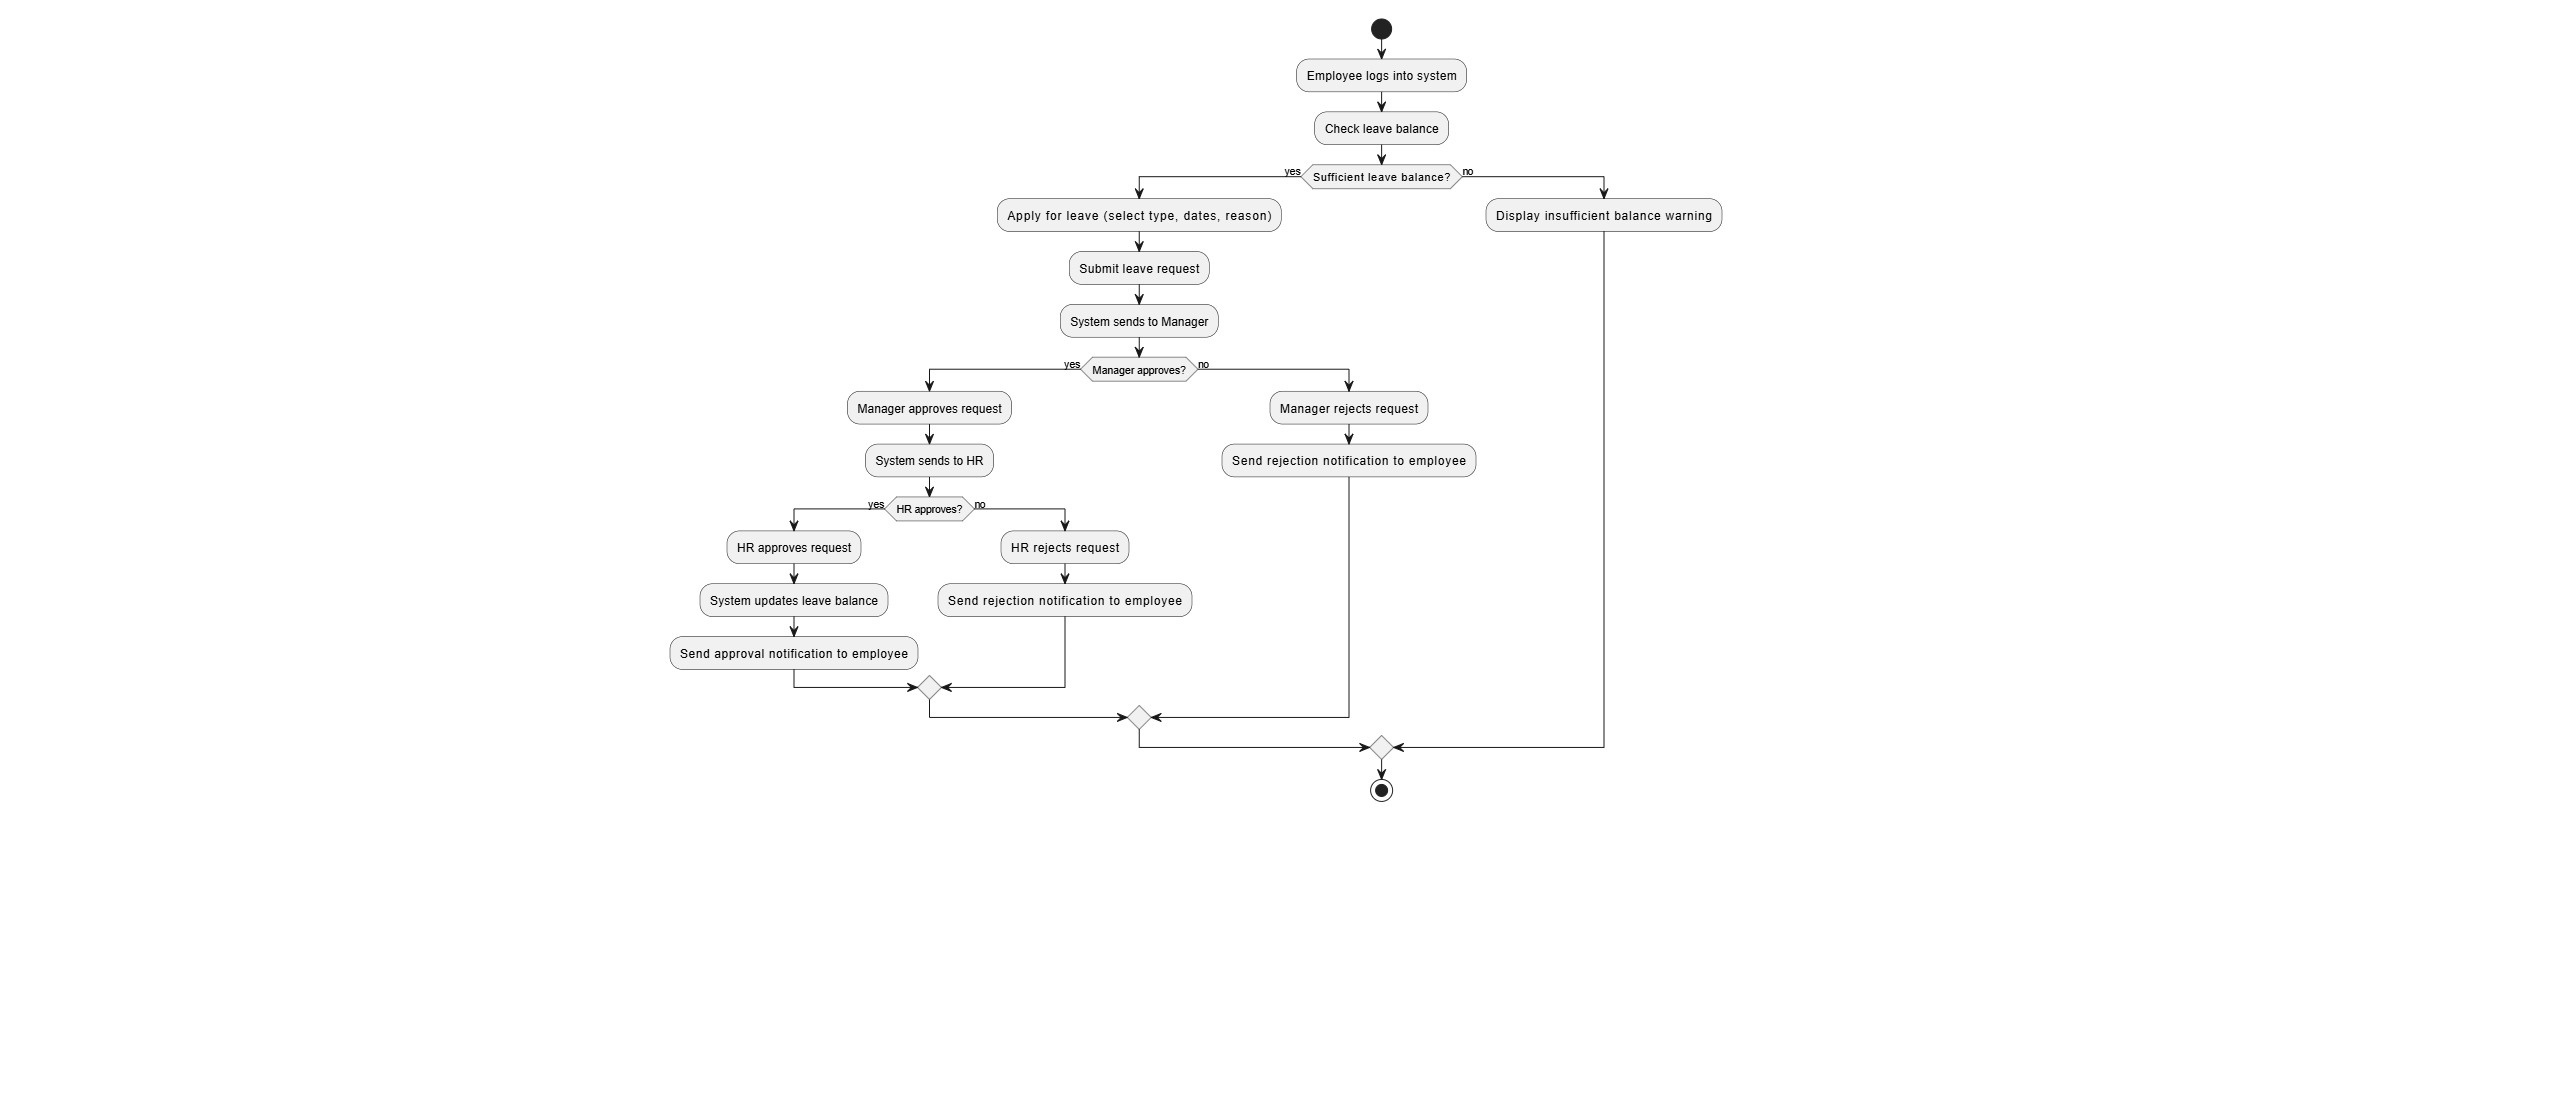 Employee logs into system
Check leave balance
yes
Sufficient leave balance?
no
Apply for leave (select type, dates, reason)
Display insufficient balance warning
Submit leave request
System sends to Manager
yes
Manager approves?
no
Manager approves request
Manager rejects request
System sends to HR
Send rejection notification to employee
yes
HR approves?
no
HR approves request
HR rejects request
System updates leave balance
Send rejection notification to employee
Send approval notification to employee